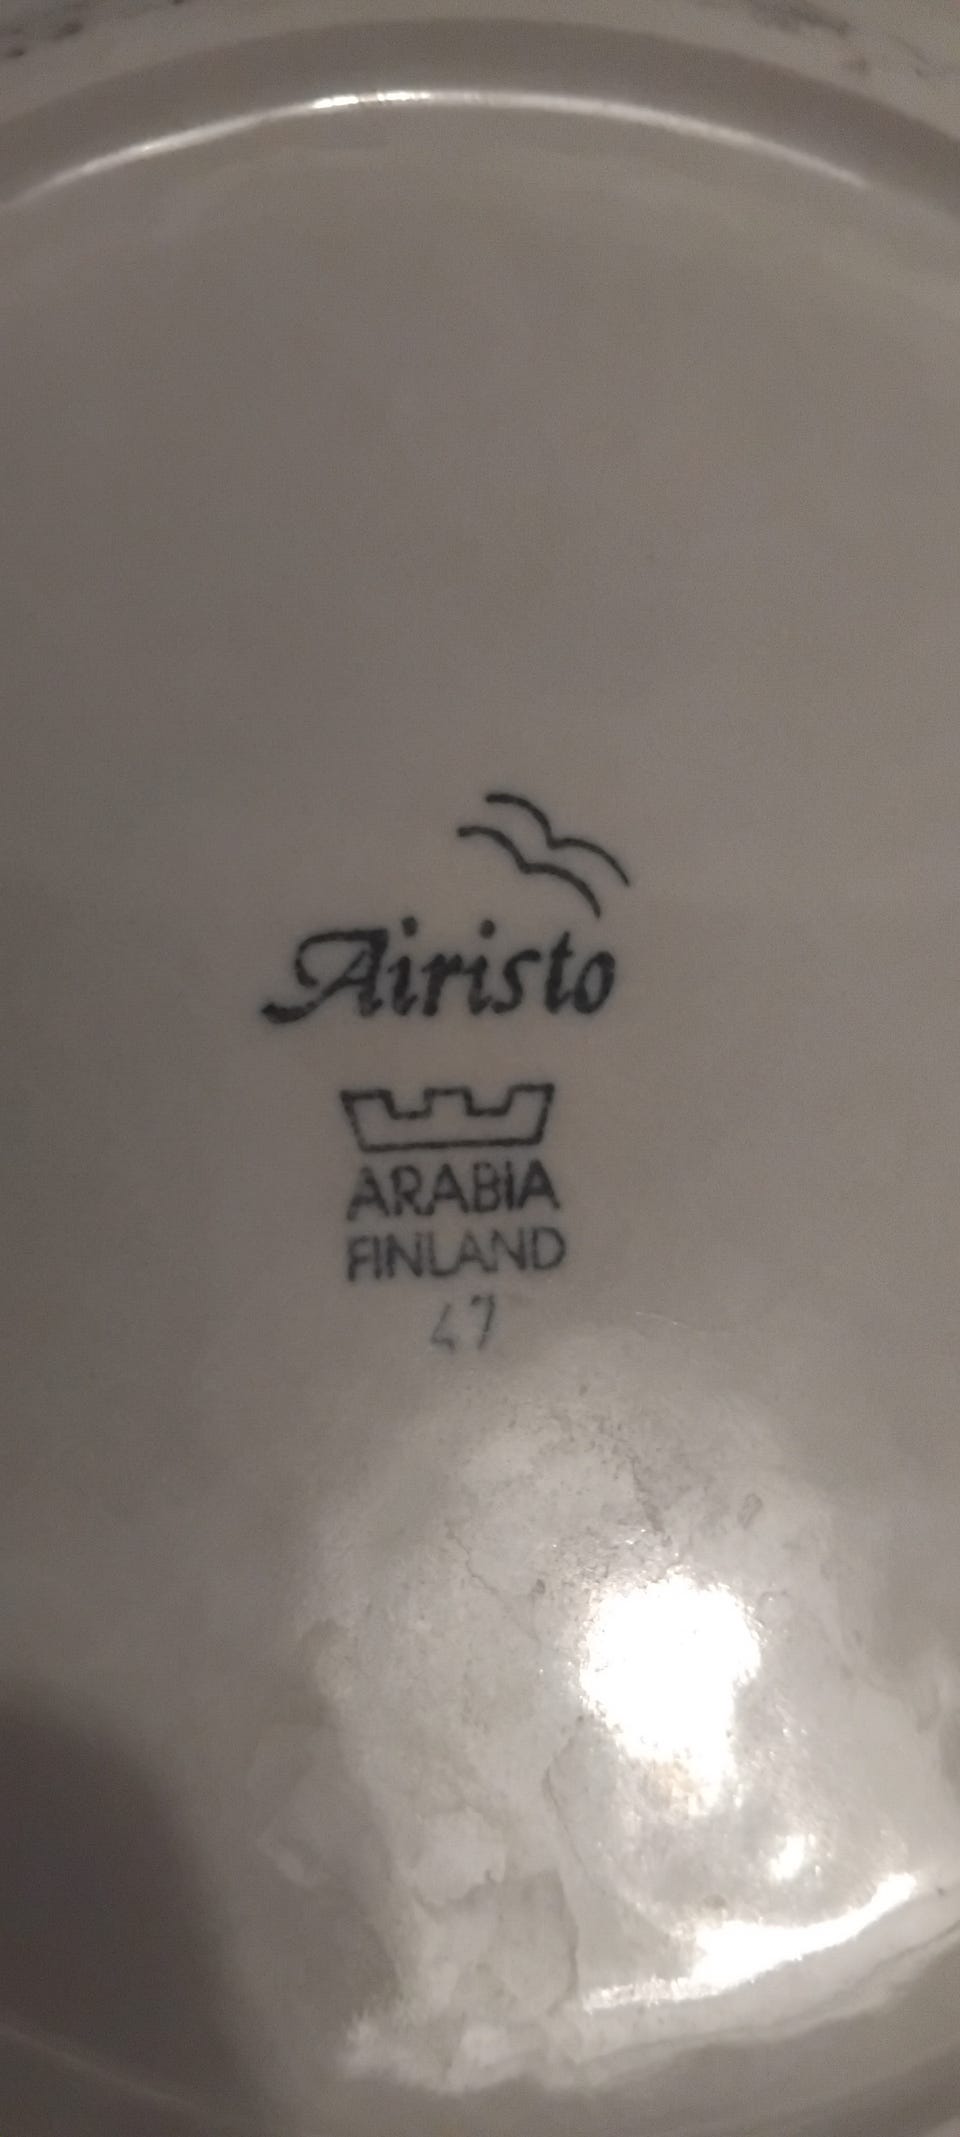 Airisto
ARABIA
FINLAND
47